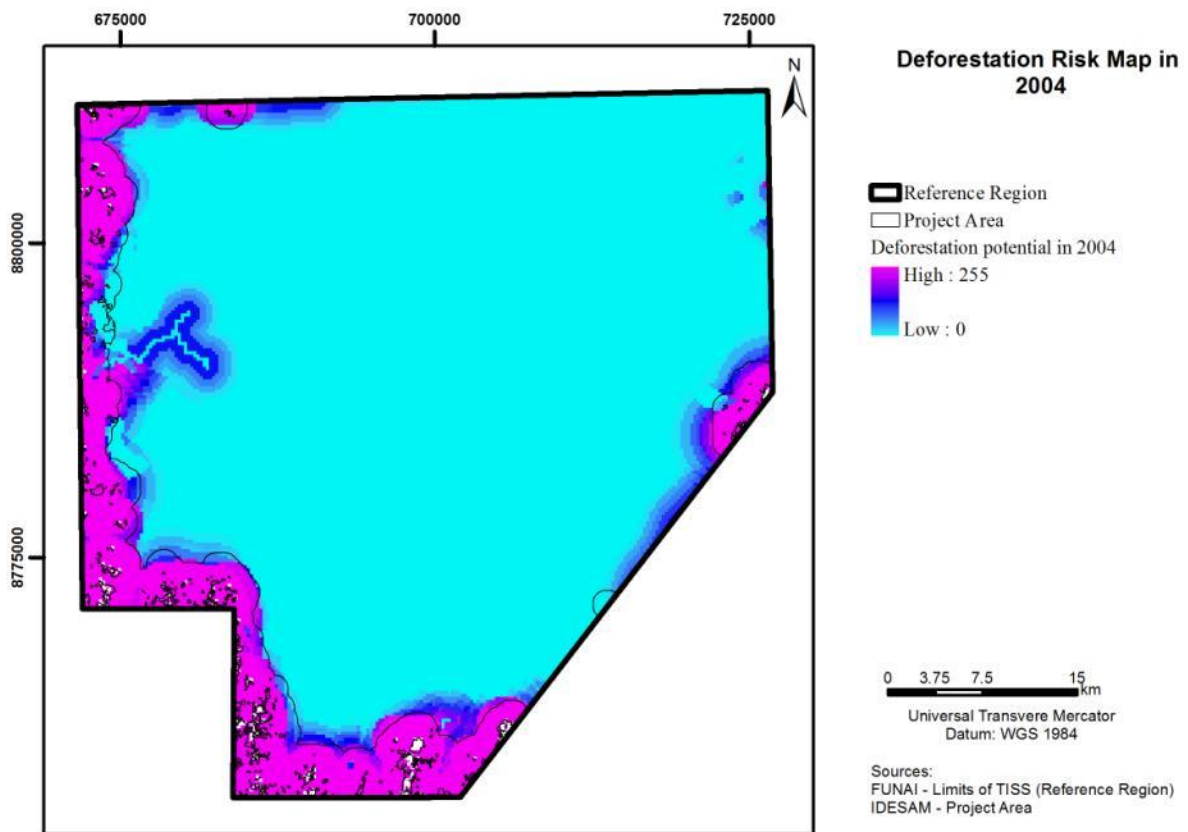 675000
700000
725000
8800000
8775000
N
Deforestation Risk Map in
2004
Reference Region
Project Area
Deforestation potential in 2004
High : 255
Low : 0
0 3.75 7.5 15
km
Universal Transvere Mercator
Datum: WGS 1984
Sources:
FUNAI - Limits of TISS (Reference Region)
IDESAM - Project Area